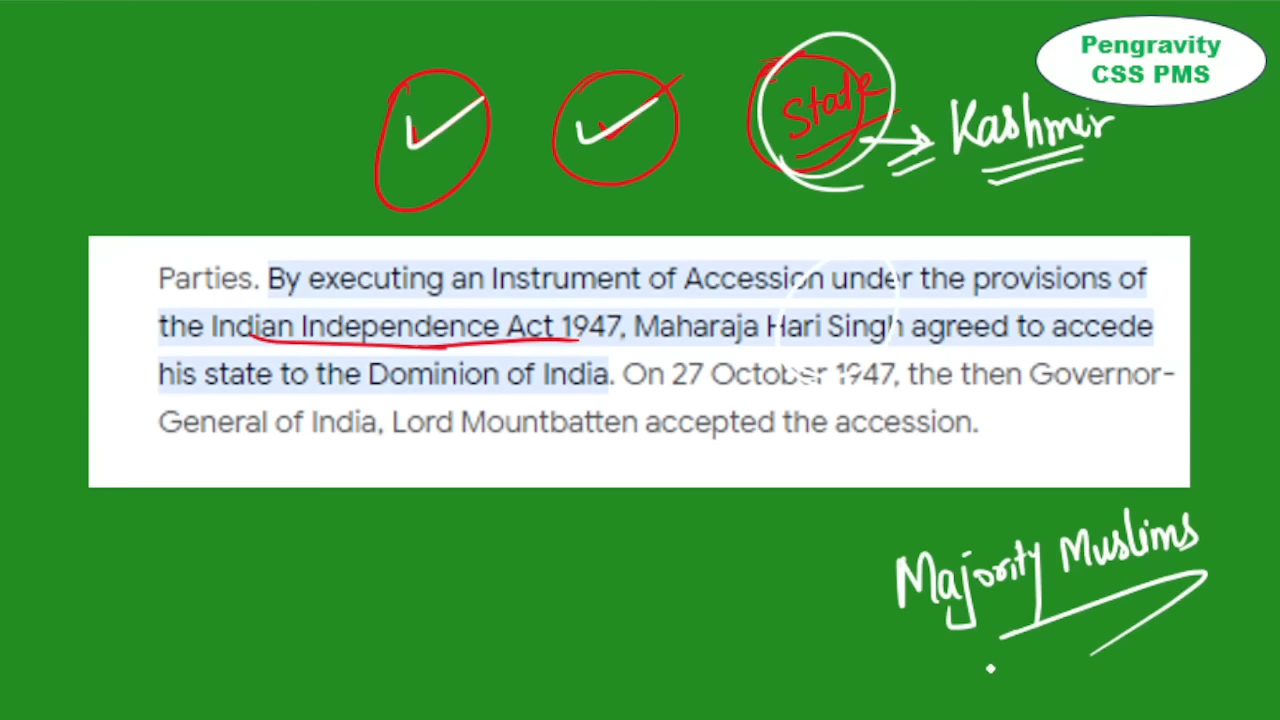 Pengravity
CSS PMS
State
Kashmir
Parties. By executing an Instrument of Accession under the provisions of
the Indian Independence Act 1947, Maharaja Hari Singh agreed to accede
his state to the Dominion of India. On 27 October 1947, the then Governor-
General of India, Lord Mountbatten accepted the accession.
Majority Muslims